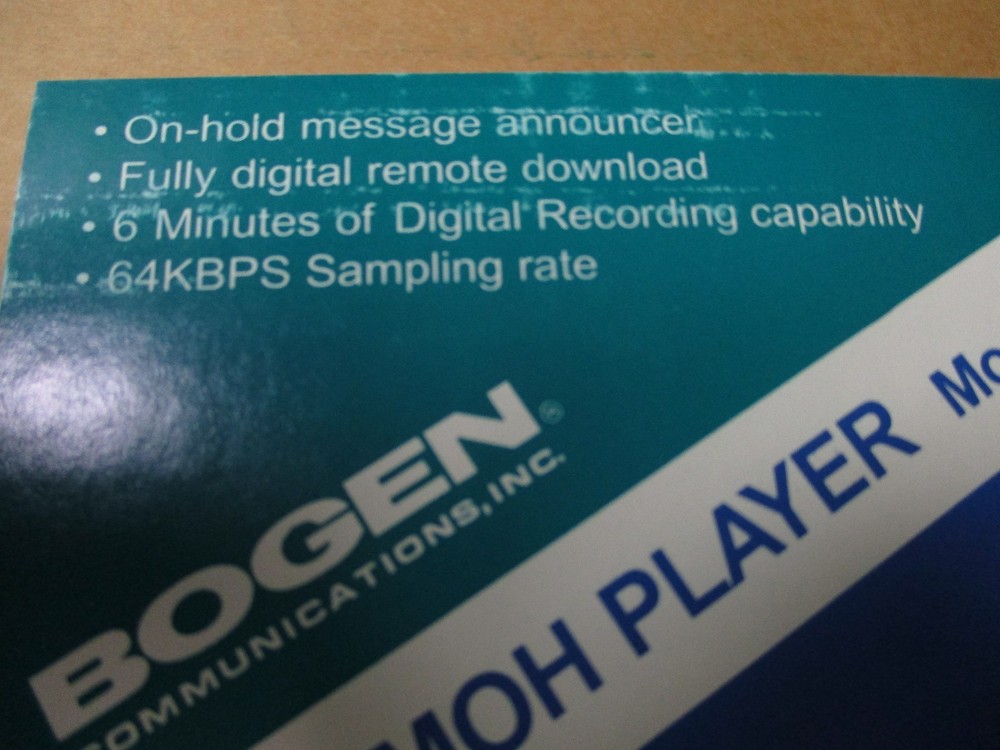 • On-hold message announcer
• Fully digital remote download
• 6 Minutes of Digital Recording capability
• 64KBPS Sampling rate
BOGEN®
COMMUNICATIONS, INC.
MOH PLAYER